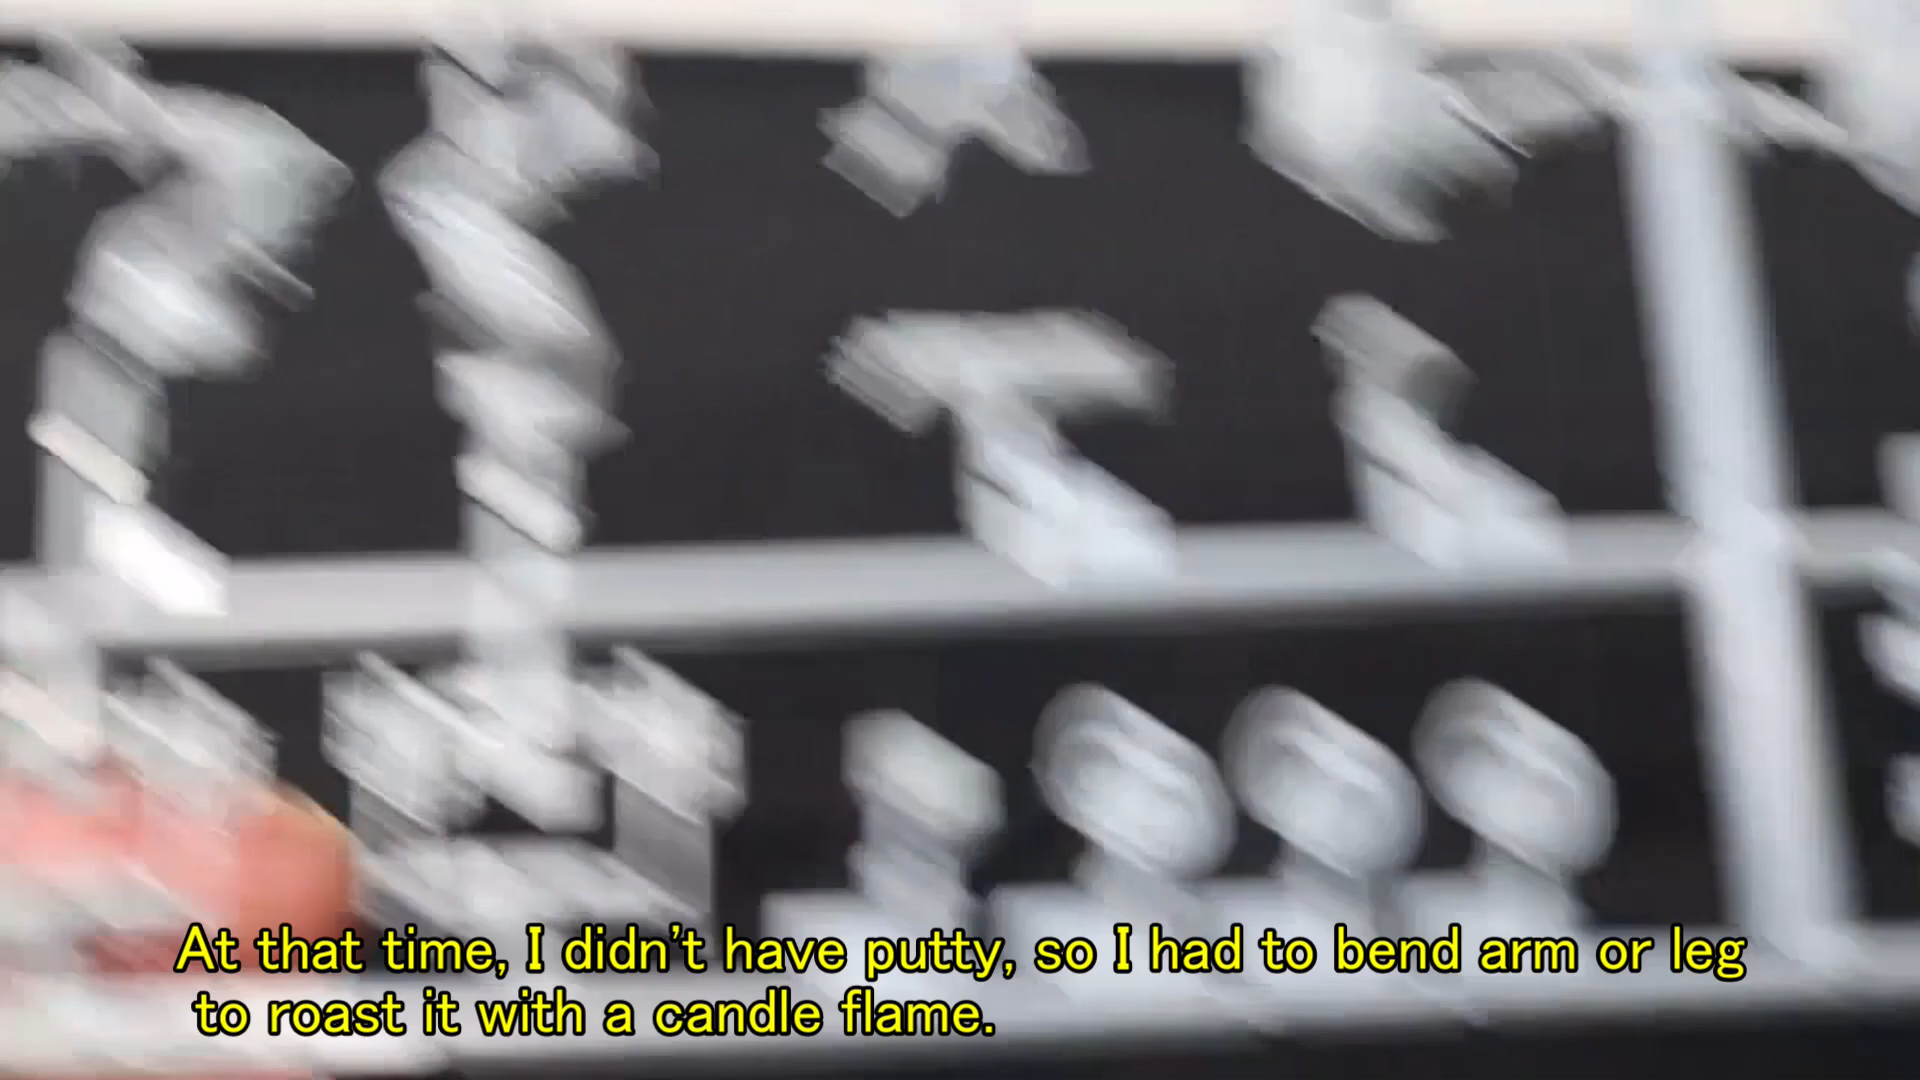 At that time, I didn't have putty, so I had to bend arm or leg
to roast it with a candle flame.